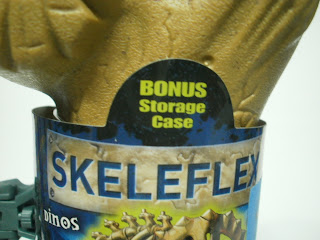 BONUS
Storage
Case
SKELEFLEX
DINOS